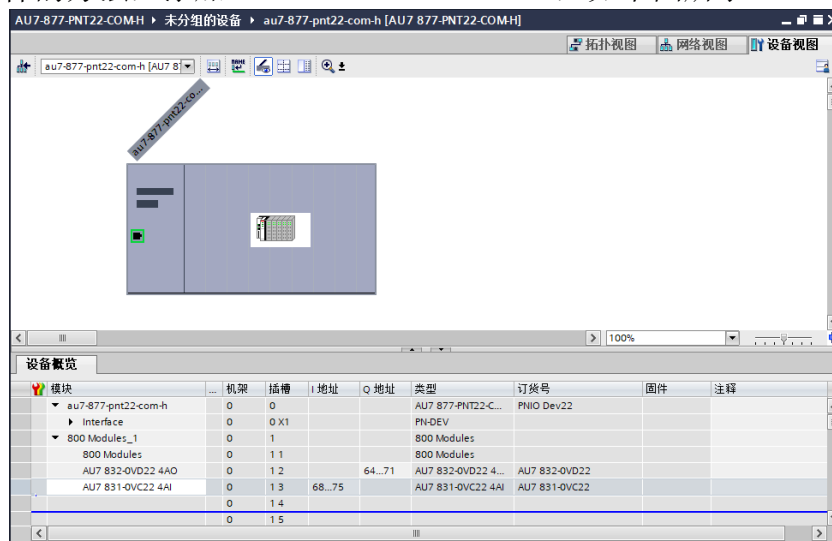 AU7-877-PNT22-COM-H ▸ 未分组的设备 ▸ au7-877-pnt22-com-h [AU7 877-PNT22-COM-H]
拓扑视图 网络视图 设备视图
au7-877-pnt22-com-h [AU7 8
au7-877-pnt22-co...
100%
设备概览
模块 ... 机架 插槽 I 地址 Q 地址 类型 订货号 固件 注释
au7-877-pnt22-com-h 0 0 AU7 877-PNT22-C... PNIO Dev22
Interface 0 0 X1 PN-DEV
800 Modules_1 0 1 800 Modules
800 Modules 0 1 1 800 Modules
AU7 832-0VD22 4AO 0 1 2 64...71 AU7 832-0VD22 4... AU7 832-0VD22
AU7 831-0VC22 4AI 0 1 3 68...75 AU7 831-0VC22 4AI AU7 831-0VC22
0 1 4
0 1 5